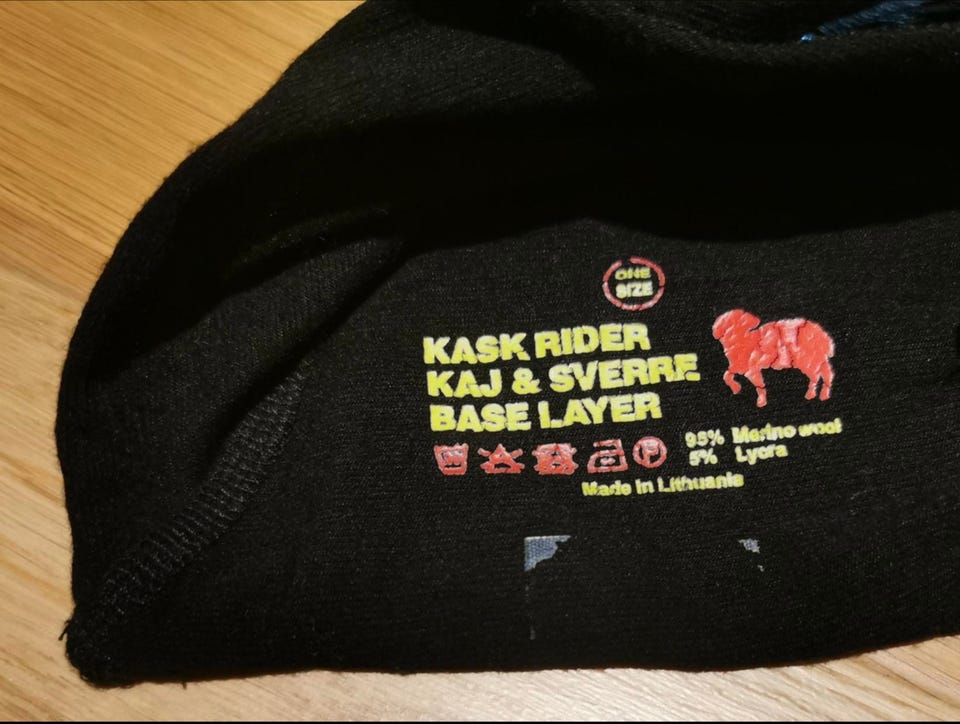 ONE
SIZE
KASK RIDER
KAJ & SVERRE
BASE LAYER
95% Merino wool
5% Lycra
Made in Lithuania